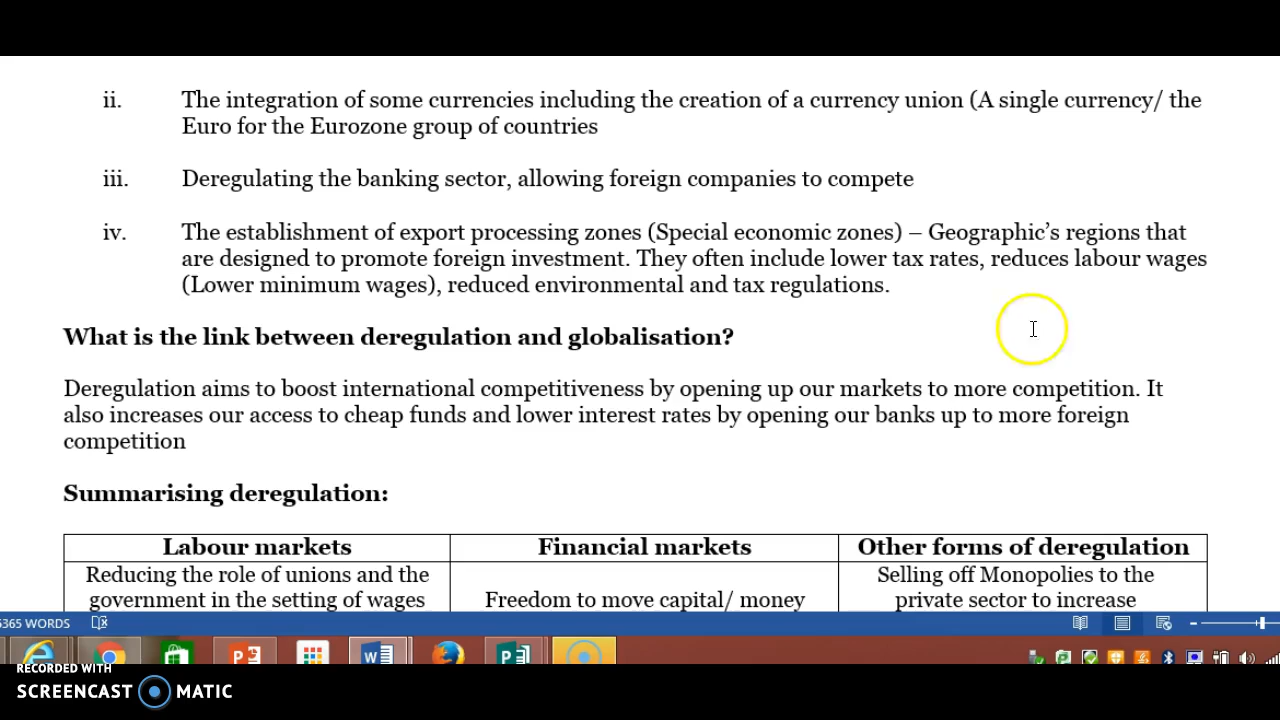 ii. The integration of some currencies including the creation of a currency union (A single currency/ the
Euro for the Eurozone group of countries
iii. Deregulating the banking sector, allowing foreign companies to compete
iv. The establishment of export processing zones (Special economic zones) – Geographic’s regions that
are designed to promote foreign investment. They often include lower tax rates, reduces labour wages
(Lower minimum wages), reduced environmental and tax regulations.
What is the link between deregulation and globalisation?
Deregulation aims to boost international competitiveness by opening up our markets to more competition. It
also increases our access to cheap funds and lower interest rates by opening our banks up to more foreign
competition
Summarising deregulation:
Labour markets Financial markets Other forms of deregulation
Reducing the role of unions and the Selling off Monopolies to the
government in the setting of wages Freedom to move capital/ money private sector to increase
5365 WORDS
RECORDED WITH
SCREENCAST MATIC